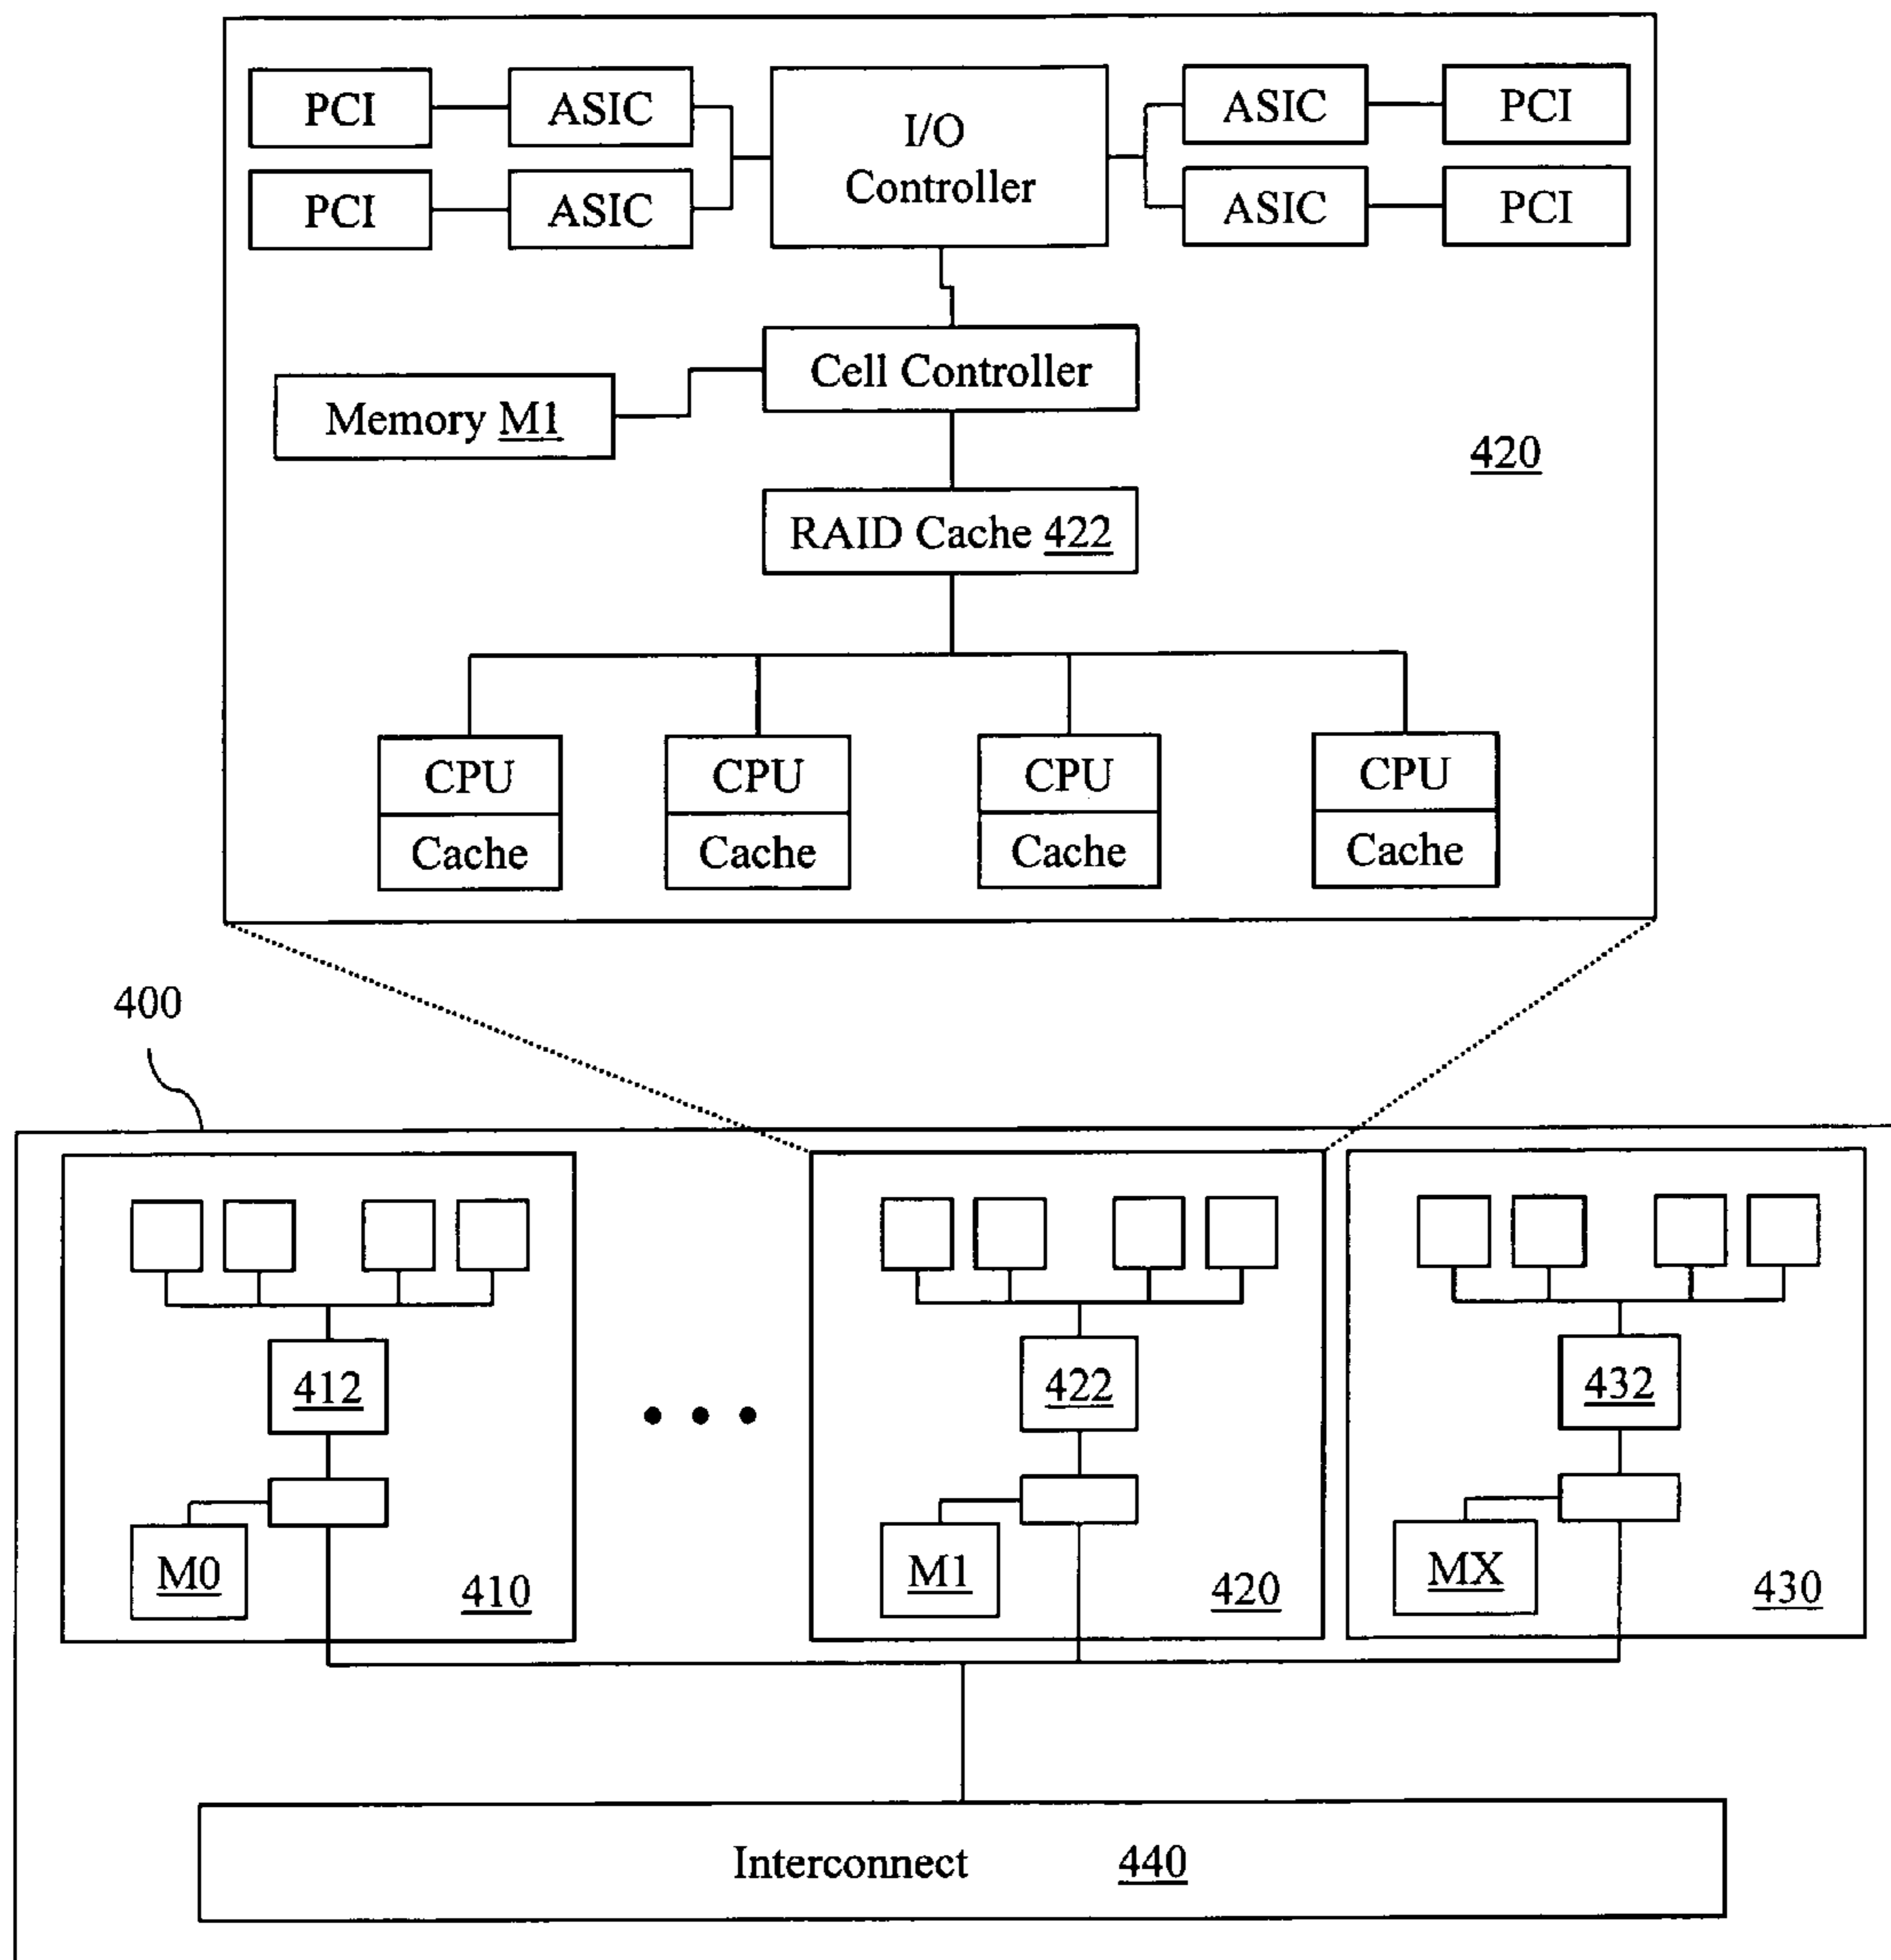 PCI ASIC I/O Controller ASIC PCI
PCI ASIC ASIC PCI
Cell Controller
Memory M1
420
RAID Cache 422
CPU CPU CPU CPU
Cache Cache Cache Cache
400
412 422 432
M0 410 M1 420 MX 430
Interconnect 440